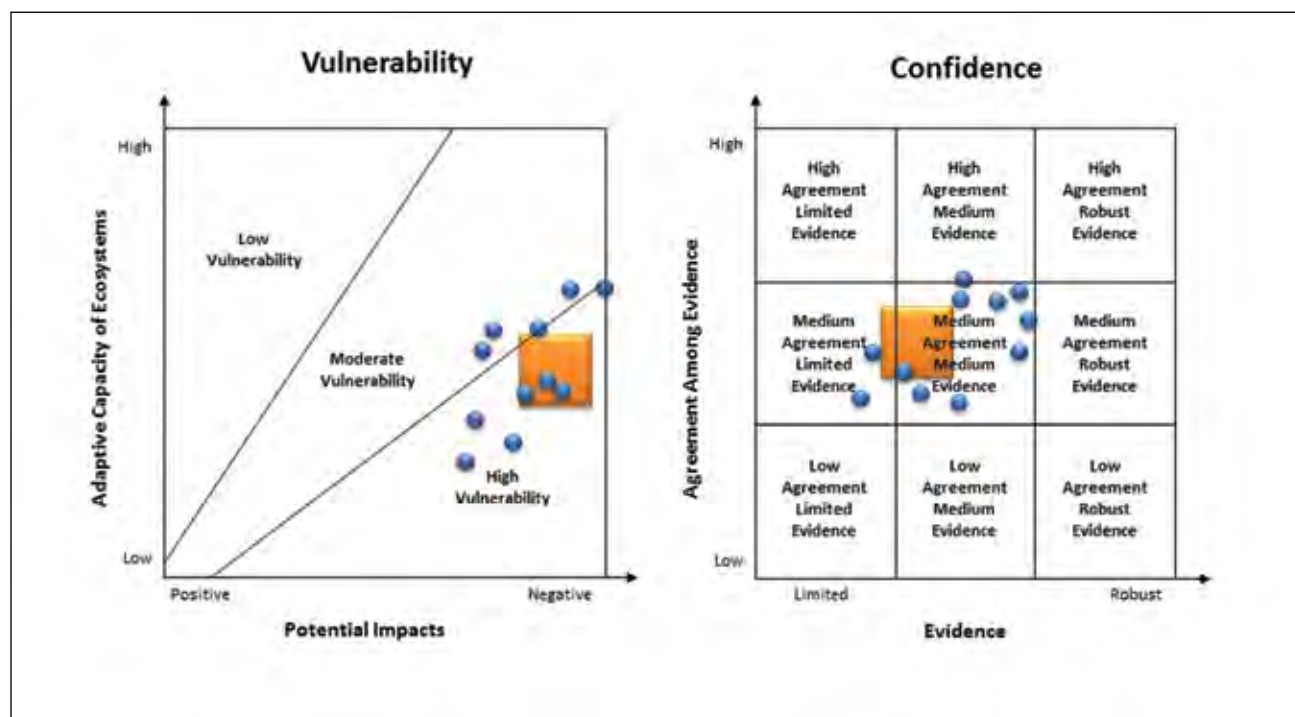 Vulnerability
High
Adaptive Capacity of Ecosystems
Low
Low
Vulnerability
Moderate
Vulnerability
High
Vulnerability
Positive
Negative
Potential Impacts
Confidence
High
Agreement Among Evidence
Low
High
Agreement
Limited
Evidence
High
Agreement
Medium
Evidence
High
Agreement
Robust
Evidence
Medium
Agreement
Limited
Evidence
Medium
Agreement
Medium
Evidence
Medium
Agreement
Robust
Evidence
Low
Agreement
Limited
Evidence
Low
Agreement
Medium
Evidence
Low
Agreement
Robust
Evidence
Limited
Robust
Evidence